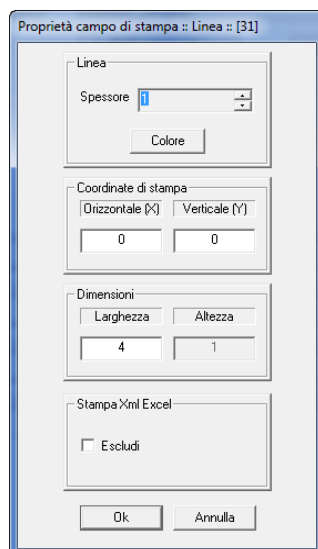 Proprietà campo di stampa :: Linea :: [31]
Linea
Spessore 1
Colore
Coordinate di stampa
Orizzontale (X) Verticale (Y)
0 0
Dimensioni
Larghezza Altezza
4 1
Stampa Xml Excel
Escludi
Ok Annulla